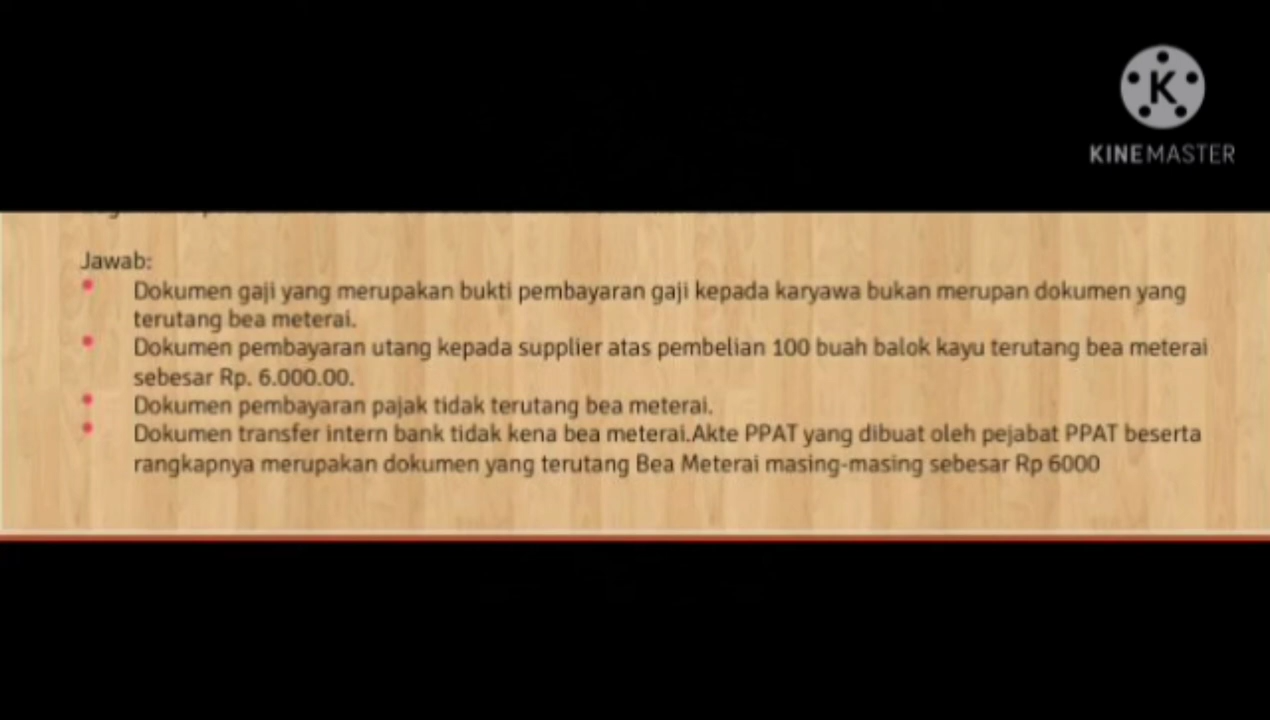 K
KINEMASTER
Jawab:
Dokumen gaji yang merupakan bukti pembayaran gaji kepada karyawa bukan merupan dokumen yang
terutang bea meterai.
Dokumen pembayaran utang kepada supplier atas pembelian 100 buah balok kayu terutang bea meterai
sebesar Rp. 6.000.00.
Dokumen pembayaran pajak tidak terutang bea meterai.
Dokumen transfer intern bank tidak kena bea meterai.Akte PPAT yang dibuat oleh pejabat PPAT beserta
rangkapnya merupakan dokumen yang terutang Bea Meterai masing-masing sebesar Rp 6000